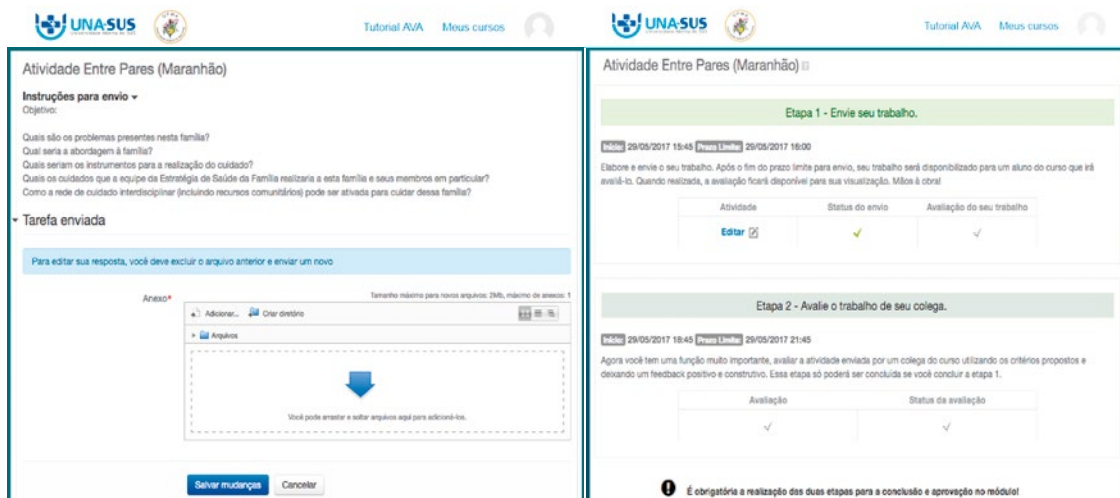 UNA-SUS
Tutorial AVA
Meus cursos
Atividade Entre Pares (Maranhão)
Instruções para envio
Objetivo:
Quais são os problemas presentes nesta família?
Qual seria a abordagem à família?
Quais seriam os instrumentos para a realização do cuidado?
Quais os cuidados que a equipe da Estratégia de Saúde da Família realizaria a esta família e seus membros em particular?
Como a rede de cuidado interdisciplinar (incluindo recursos comunitários) pode ser ativada para cuidar dessa família?
Tarefa enviada
Para editar sua resposta, você deve excluir o arquivo anterior e enviar um novo
Anexo*
Tamanho máximo para novos arquivos: 2Mb, máximo de anexos: 1
Adicionar... Criar diretório
Arquivos
Você pode arrastar e soltar arquivos aqui para adicioná-los.
Salvar mudanças Cancelar
UNA-SUS
Tutorial AVA
Meus cursos
Atividade Entre Pares (Maranhão)
Etapa 1 - Envie seu trabalho.
Início: 29/05/2017 15:45 Prazo Limite: 29/05/2017 16:00
Elabore e envie o seu trabalho. Após o fim do prazo limite para envio, seu trabalho será disponibilizado para um aluno do curso que irá
avaliá-lo. Quando realizada, a avaliação ficará disponível para sua visualização. Mãos à obra!
Atividade Status do envio Avaliação do seu trabalho
Editar
Etapa 2 - Avalie o trabalho de seu colega.
Início: 29/05/2017 18:45 Prazo Limite: 29/05/2017 21:45
Agora você tem uma função muito importante, avaliar a atividade enviada por um colega do curso utilizando os critérios propostos e
deixando um feedback positivo e construtivo. Essa etapa só poderá ser concluída se você concluir a etapa 1.
Avaliação Status da avaliação
É obrigatória a realização das duas etapas para a conclusão e aprovação no módulo!